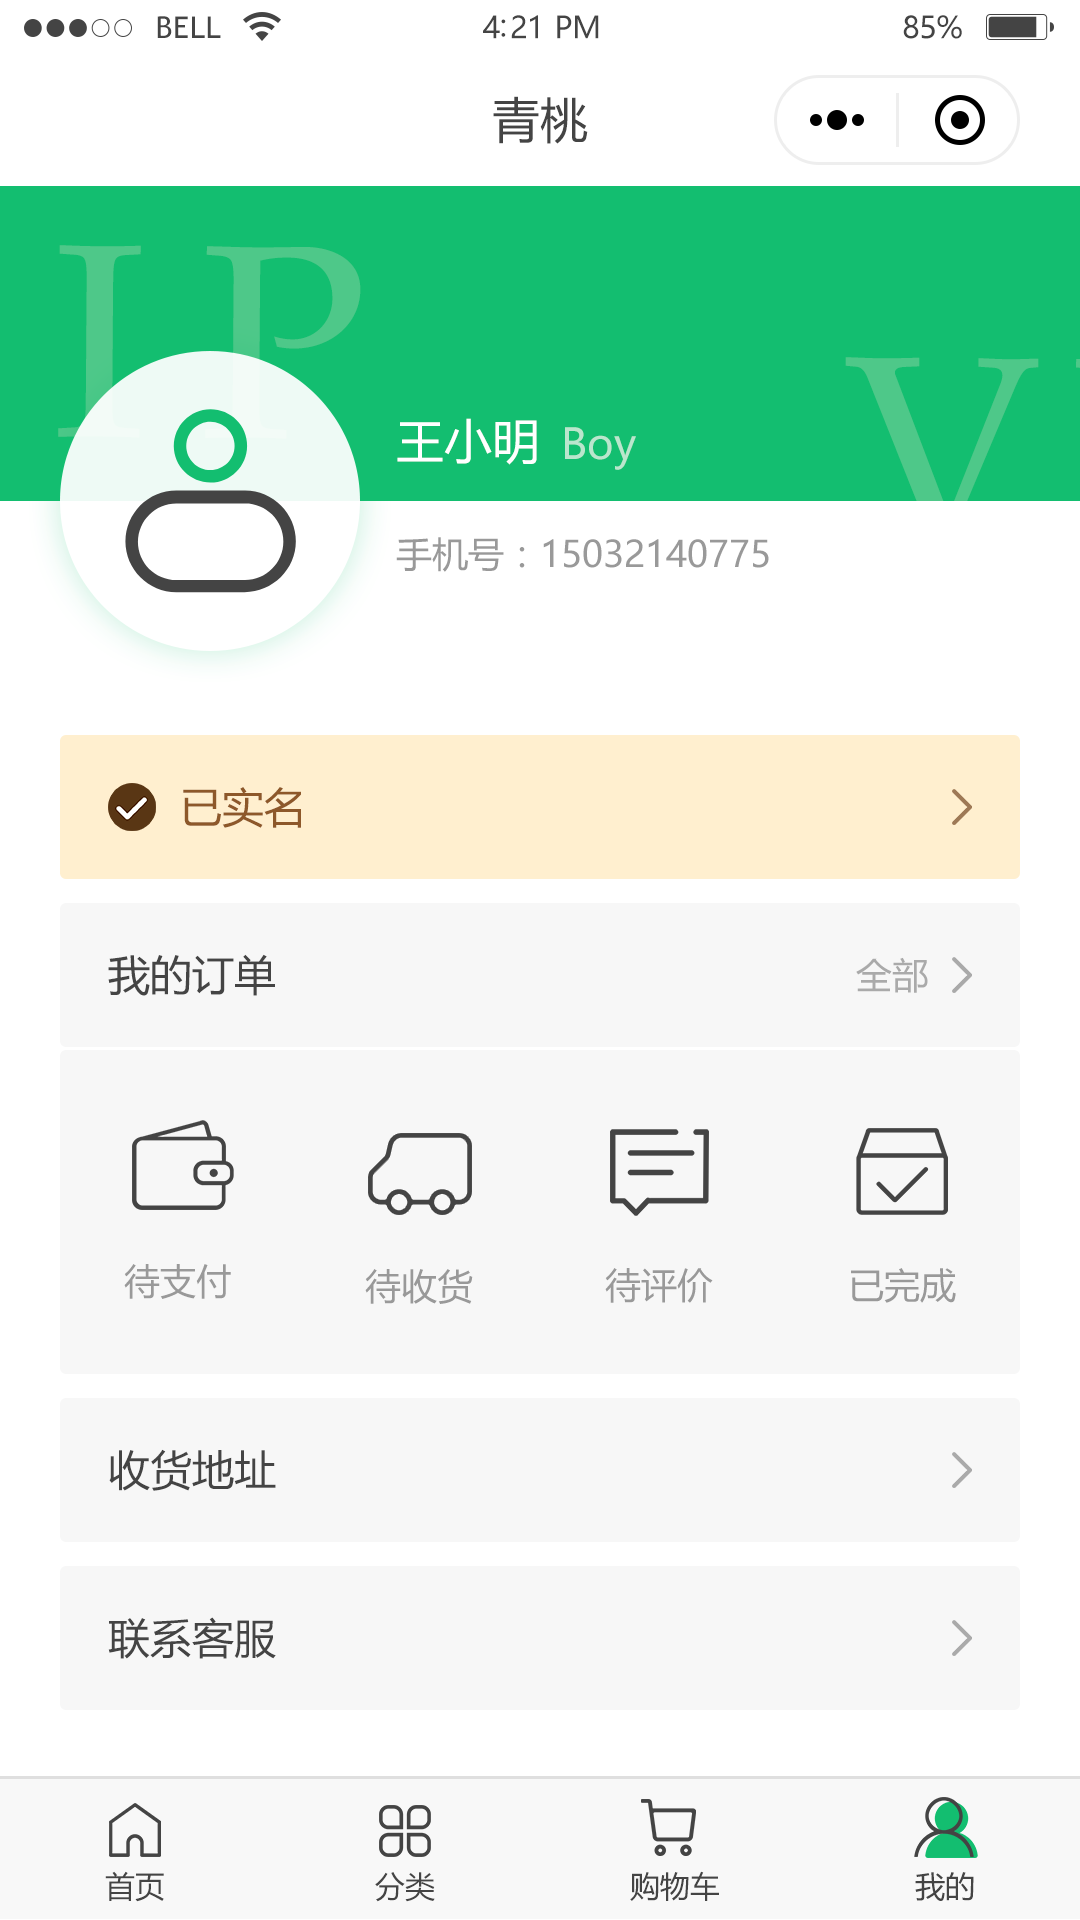 BELL 4:21 PM 85%
青桃
I P
V
王小明 Boy
手机号：15032140775
已实名
我的订单 全部
待支付 待收货 待评价 已完成
收货地址
联系客服
首页 分类 购物车 我的